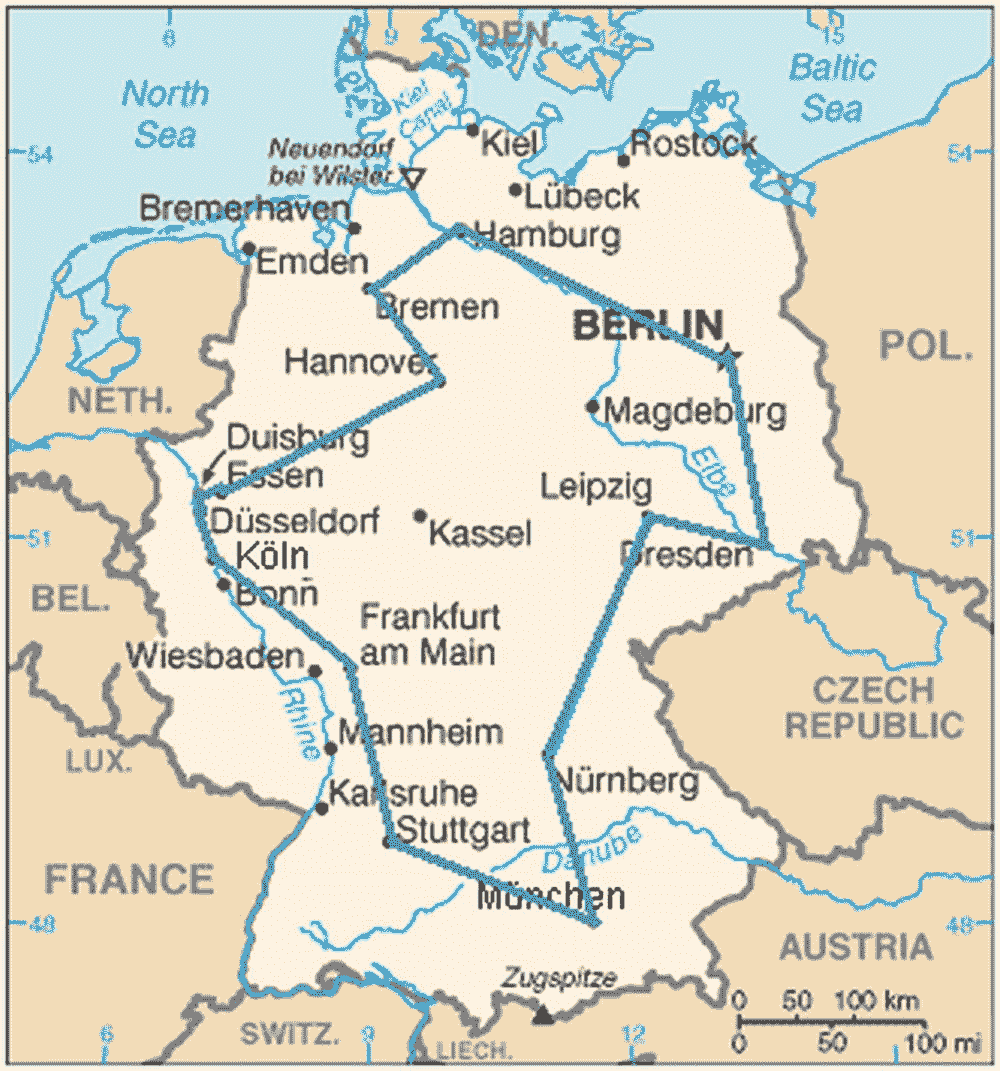 6
9
12
15
DEN.
Baltic
Sea
North
Sea
Kiel
Canal
54
54
Neuendorf
bei Wilster
Kiel
Rostock
Lübeck
Bremerhaven
Hamburg
Emden
Bremen
BERLIN
POL.
Hannover
NETH.
Magdeburg
Duisburg
Elbe
Essen
Leipzig
Düsseldorf
Kassel
51
51
Dresden
Köln
BEL.
Bonn
Frankfurt
am Main
Wiesbaden
CZECH
REPUBLIC
Rhine
Mannheim
LUX.
Nürnberg
Karlsruhe
Stuttgart
Danube
FRANCE
München
48
48
AUSTRIA
Zugspitze
0 50 100 km
SWITZ.
LIECH.
0 50 100 mi
6
9
12